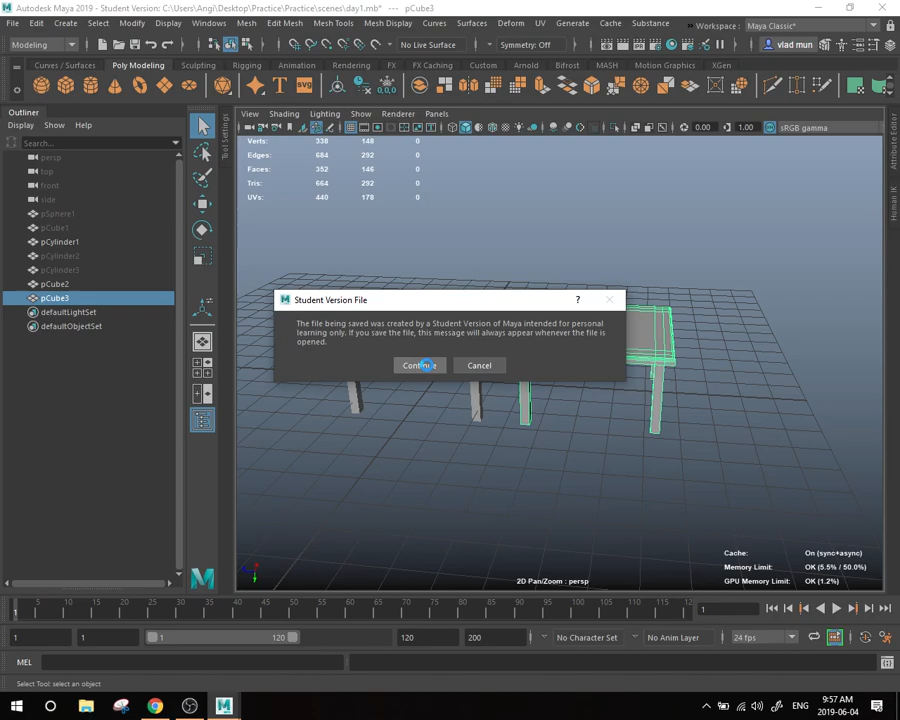 Autodesk Maya 2019 - Student Version: C:\Users\Angi\Desktop\Practice\Practice\scenes\day1.mb* --- pCube3
File Edit Create Select Modify Display Windows Mesh Edit Mesh Mesh Tools Mesh Display Curves Surfaces Deform UV Generate Cache Substance Workspace : Maya Classic*
Modeling No Live Surface Symmetry: Off vlad mun
Curves / Surfaces Poly Modeling Sculpting Rigging Animation Rendering FX FX Caching Custom Arnold Bifrost MASH Motion Graphics XGen
Outliner
Display Show Help
Search...
persp
top
front
side
pSphere1
pCube1
pCylinder1
pCylinder2
pCylinder3
pCube2
pCube3
defaultLightSet
defaultObjectSet
Tool Settings
View Shading Lighting Show Renderer Panels
0.00 1.00 sRGB gamma
Verts: 338 148 0
Edges: 684 292 0
Faces: 352 146 0
Tris: 664 292 0
UVs: 440 178 0
Student Version File ?
The file being saved was created by a Student Version of Maya intended for personal
learning only. If you save the file, this message will always appear whenever the file is
opened.
Continue Cancel
Cache: On (sync+async)
Memory Limit: OK (5.5% / 50.0%)
GPU Memory Limit: OK (1.2%)
2D Pan/Zoom : persp
Attribute Editor
Human IK
1 5 10 15 20 25 30 35 40 45 50 55 60 65 70 75 80 85 90 95 100 105 110 115 12
1
1 1 1 120 120 200 No Character Set No Anim Layer 24 fps
MEL
Select Tool: select an object
ENG
9:57 AM
2019-06-04